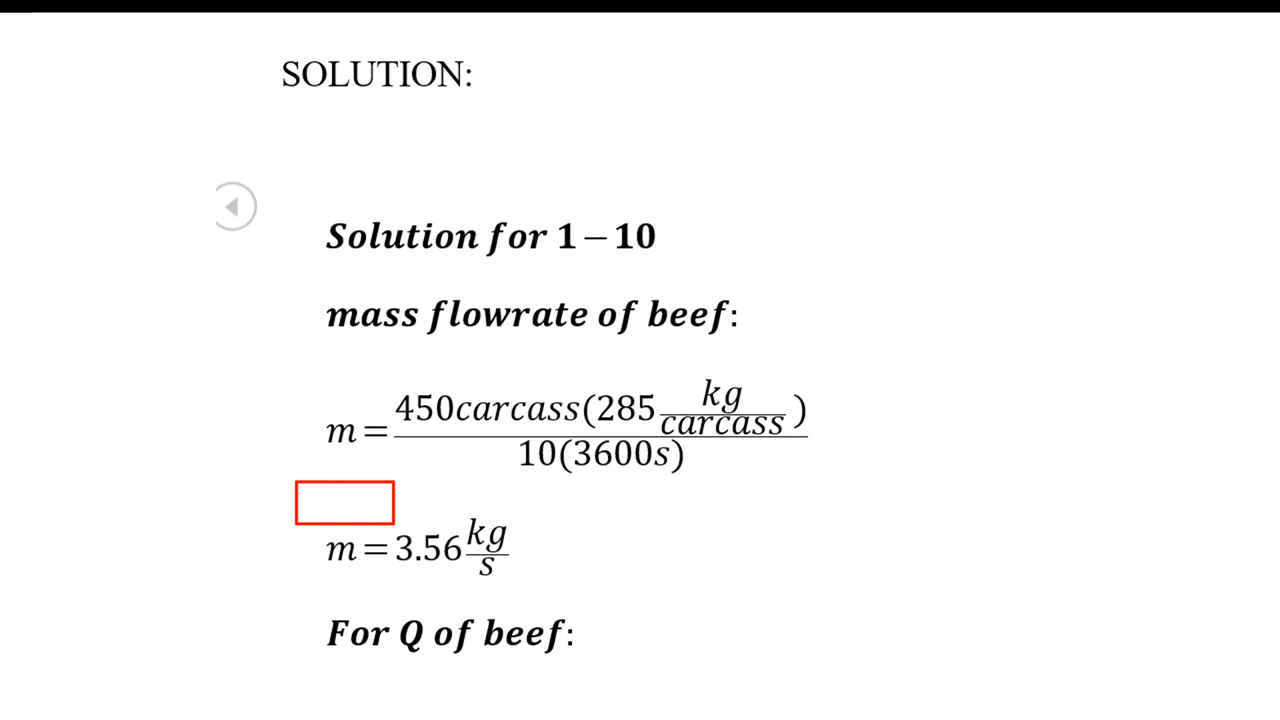 SOLUTION:
Solution for 1 − 10
mass flowrate of beef:
m = 450carcass(285 kg/carcass) / 10(3600s)
m = 3.56 kg/s
For Q of beef: